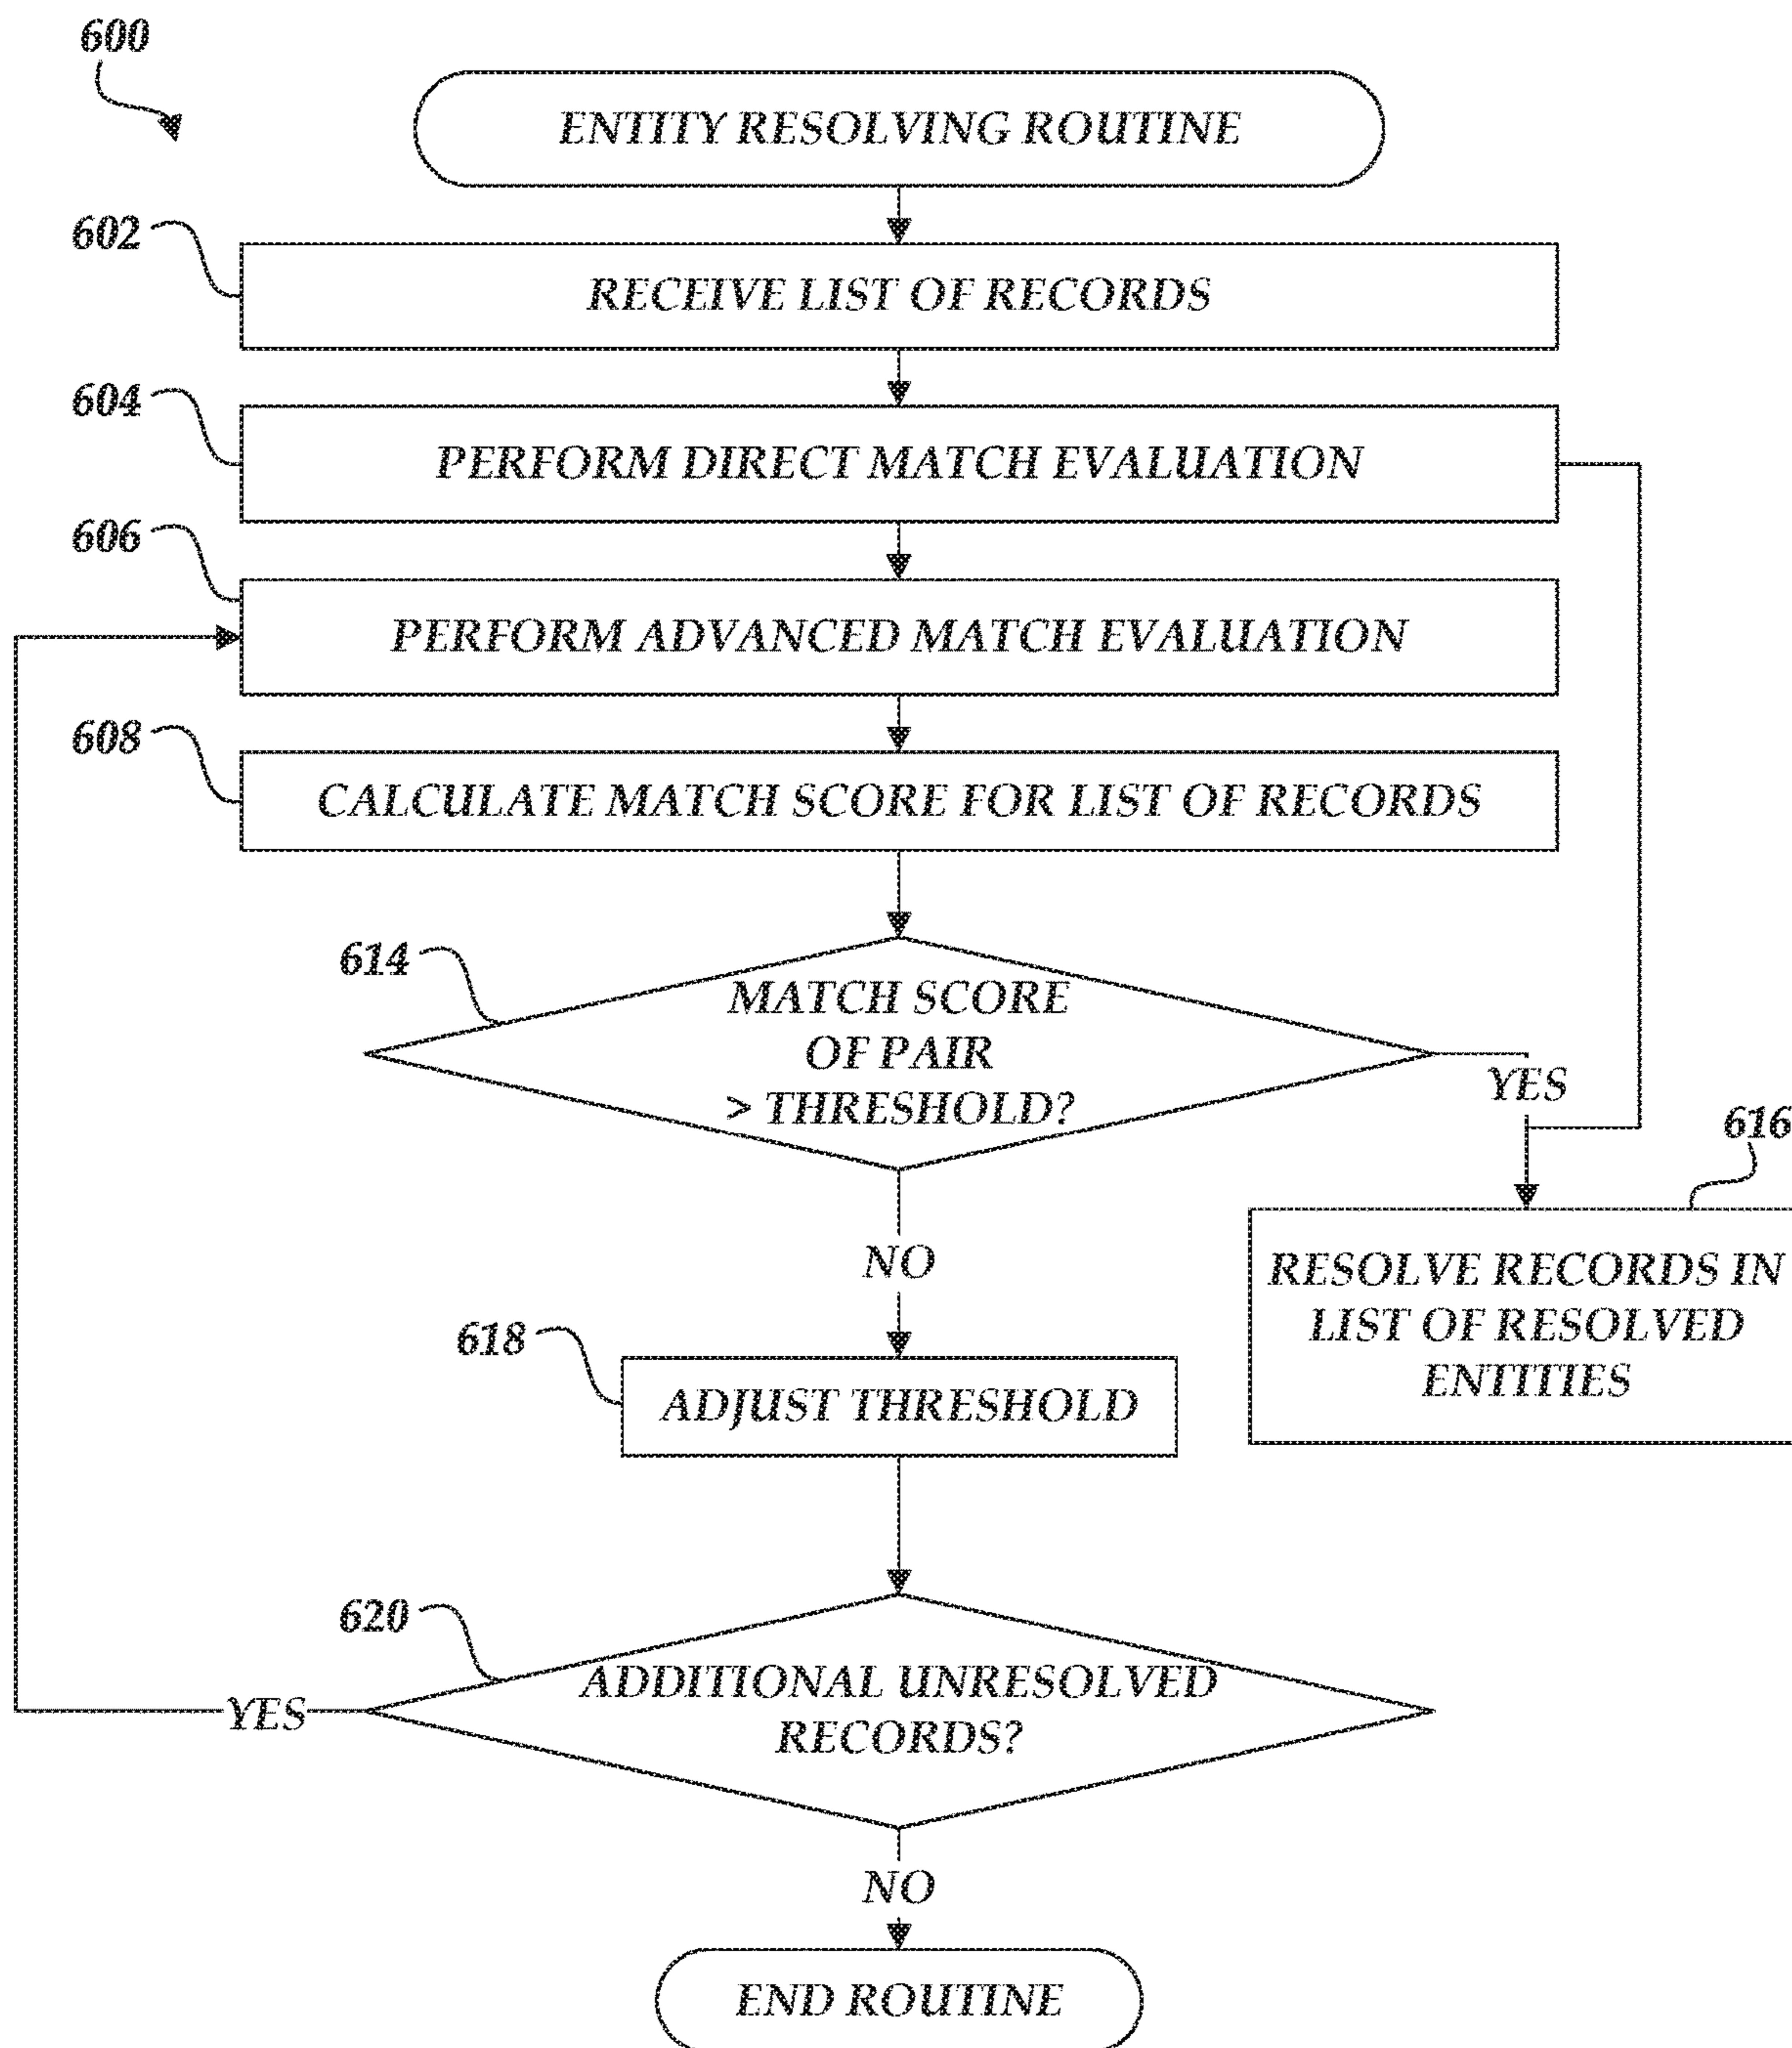 600
ENTITY RESOLVING ROUTINE
602
RECEIVE LIST OF RECORDS
604
PERFORM DIRECT MATCH EVALUATION
606
PERFORM ADVANCED MATCH EVALUATION
608
CALCULATE MATCH SCORE FOR LIST OF RECORDS
614
MATCH SCORE
OF PAIR
> THRESHOLD?
YES
616
RESOLVE RECORDS IN
LIST OF RESOLVED
ENTITIES
NO
618
ADJUST THRESHOLD
620
ADDITIONAL UNRESOLVED
RECORDS?
YES
NO
END ROUTINE